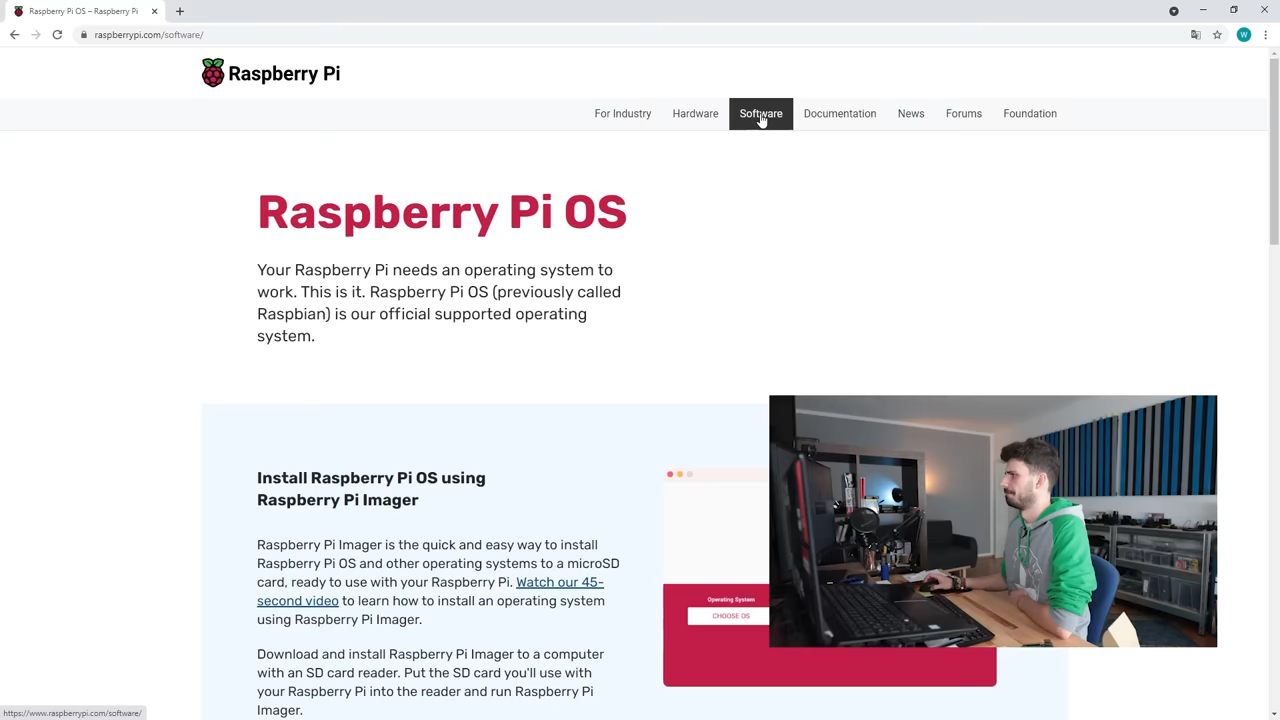 Raspberry Pi OS – Raspberry Pi
raspberrypi.com/software/
W
Raspberry Pi
For Industry Hardware Software Documentation News Forums Foundation
Raspberry Pi OS
Your Raspberry Pi needs an operating system to
work. This is it. Raspberry Pi OS (previously called
Raspbian) is our official supported operating
system.
Install Raspberry Pi OS using
Raspberry Pi Imager
Raspberry Pi Imager is the quick and easy way to install
Raspberry Pi OS and other operating systems to a microSD
card, ready to use with your Raspberry Pi. Watch our 45-
second video to learn how to install an operating system
using Raspberry Pi Imager.
Download and install Raspberry Pi Imager to a computer
with an SD card reader. Put the SD card you'll use with
your Raspberry Pi into the reader and run Raspberry Pi
Imager.
Operating System
CHOOSE OS
https://www.raspberrypi.com/software/